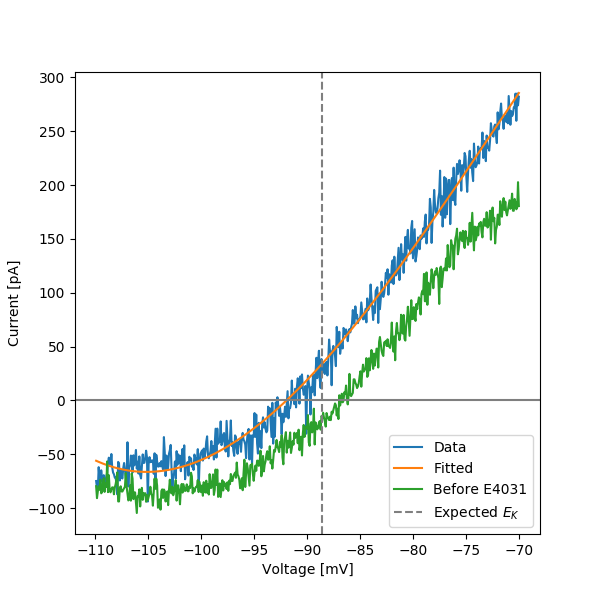 300
250
200
150
100
50
0
−50
−100
Current [pA]
−110 −105 −100 −95 −90 −85 −80 −75 −70
Voltage [mV]
Data
Fitted
Before E4031
Expected E_K